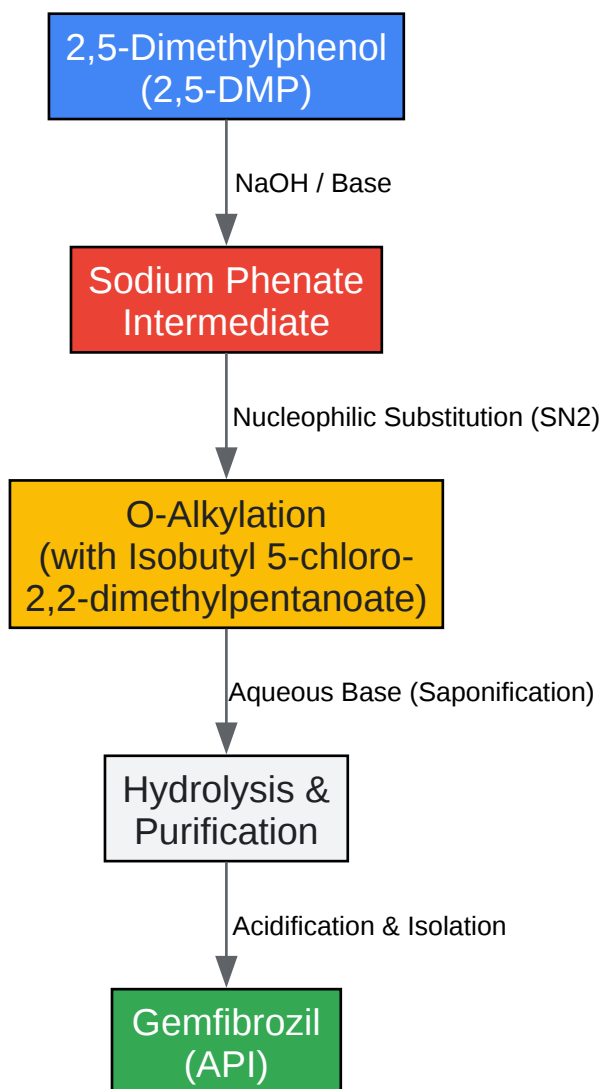 2,5-Dimethylphenol
(2,5-DMP)
NaOH / Base
Sodium Phenate
Intermediate
Nucleophilic Substitution (SN2)
O-Alkylation
(with Isobutyl 5-chloro-
2,2-dimethylpentanoate)
Aqueous Base (Saponification)
Hydrolysis &
Purification
Acidification & Isolation
Gemfibrozil
(API)